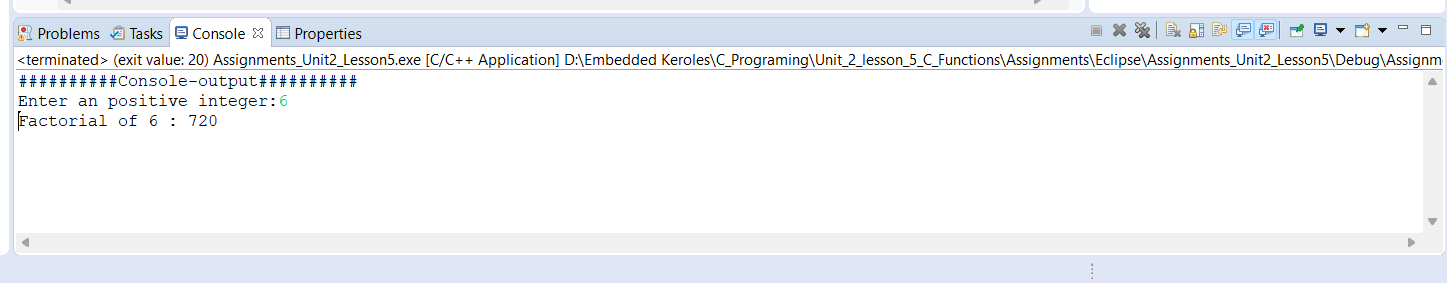 Problems Tasks Console Properties
<terminated> (exit value: 20) Assignments_Unit2_Lesson5.exe [C/C++ Application] D:\Embedded Keroles\C_Programing\Unit_2_lesson_5_C_Functions\Assignments\Eclipse\Assignments_Unit2_Lesson5\Debug\Assignm
##########Console-output##########
Enter an positive integer:6
Factorial of 6 : 720